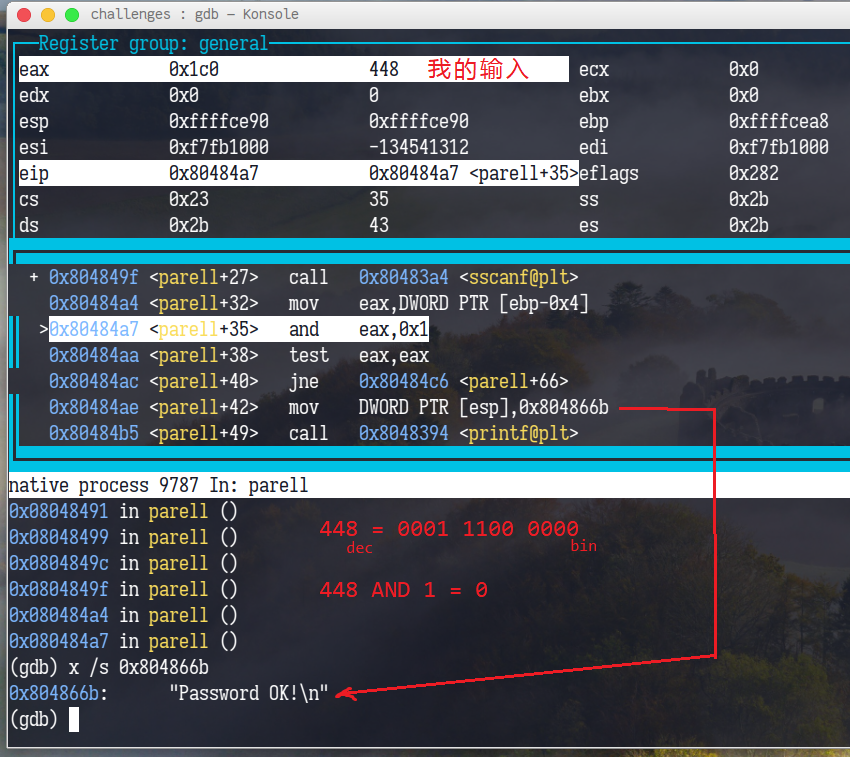 challenges : gdb – Konsole
Register group: general
eax 0x1c0 448 我的输入 ecx 0x0
edx 0x0 0 ebx 0x0
esp 0xffffce90 0xffffce90 ebp 0xffffcea8
esi 0xf7fb1000 -134541312 edi 0xf7fb1000
eip 0x80484a7 0x80484a7 <parell+35> eflags 0x282
cs 0x23 35 ss 0x2b
ds 0x2b 43 es 0x2b
+ 0x804849f <parell+27> call 0x80483a4 <sscanf@plt>
0x80484a4 <parell+32> mov eax,DWORD PTR [ebp-0x4]
>0x80484a7 <parell+35> and eax,0x1
0x80484aa <parell+38> test eax,eax
0x80484ac <parell+40> jne 0x80484c6 <parell+66>
0x80484ae <parell+42> mov DWORD PTR [esp],0x804866b
0x80484b5 <parell+49> call 0x8048394 <printf@plt>
native process 9787 In: parell
0x08048491 in parell ()
0x08048499 in parell ()
0x0804849c in parell ()
0x0804849f in parell ()
0x080484a4 in parell ()
0x080484a7 in parell ()
448 = 0001 1100 0000
dec bin
448 AND 1 = 0
(gdb) x /s 0x804866b
0x804866b: "Password OK!\n"
(gdb)